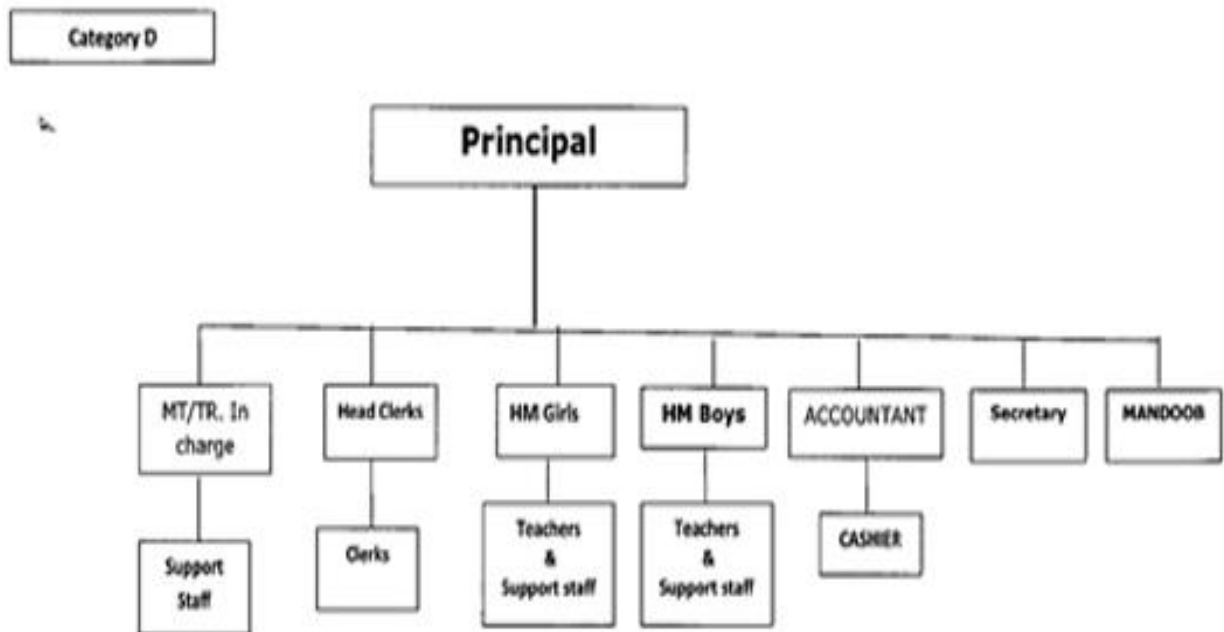 Category D
Principal
MT/TR. In
charge
Head Clerks
HM Girls
HM Boys
ACCOUNTANT
Secretary
MANDOOB
Support
Staff
Clerks
Teachers
&
Support staff
Teachers
&
Support staff
CASHIER